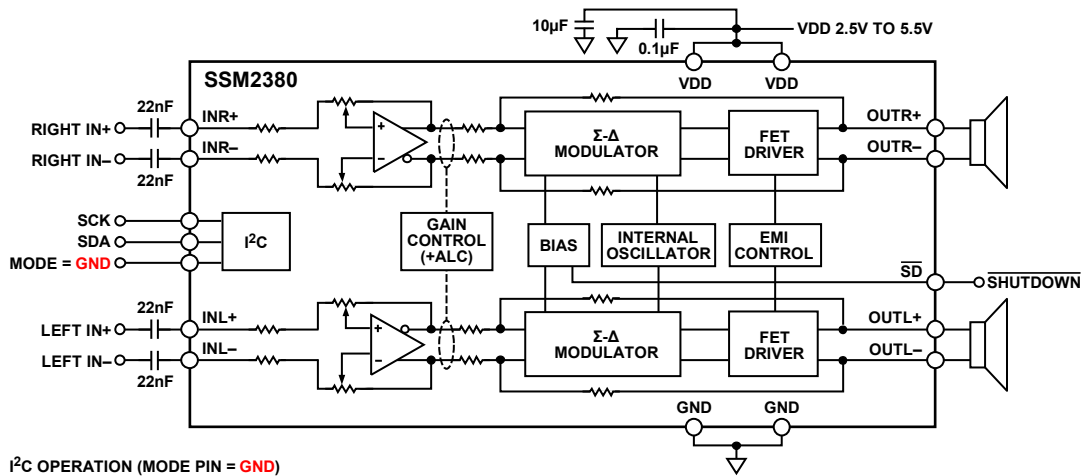 10µF
0.1µF
VDD 2.5V TO 5.5V
SSM2380
VDD
VDD
22nF
RIGHT IN+
INR+
OUTR+
RIGHT IN–
INR–
OUTR–
22nF
Σ-Δ
MODULATOR
FET
DRIVER
SCK
SDA
MODE = GND
I²C
GAIN
CONTROL
(+ALC)
BIAS
INTERNAL
OSCILLATOR
EMI
CONTROL
SD
SHUTDOWN
22nF
LEFT IN+
INL+
OUTL+
LEFT IN–
INL–
OUTL–
22nF
Σ-Δ
MODULATOR
FET
DRIVER
GND
GND
I²C OPERATION (MODE PIN = GND)